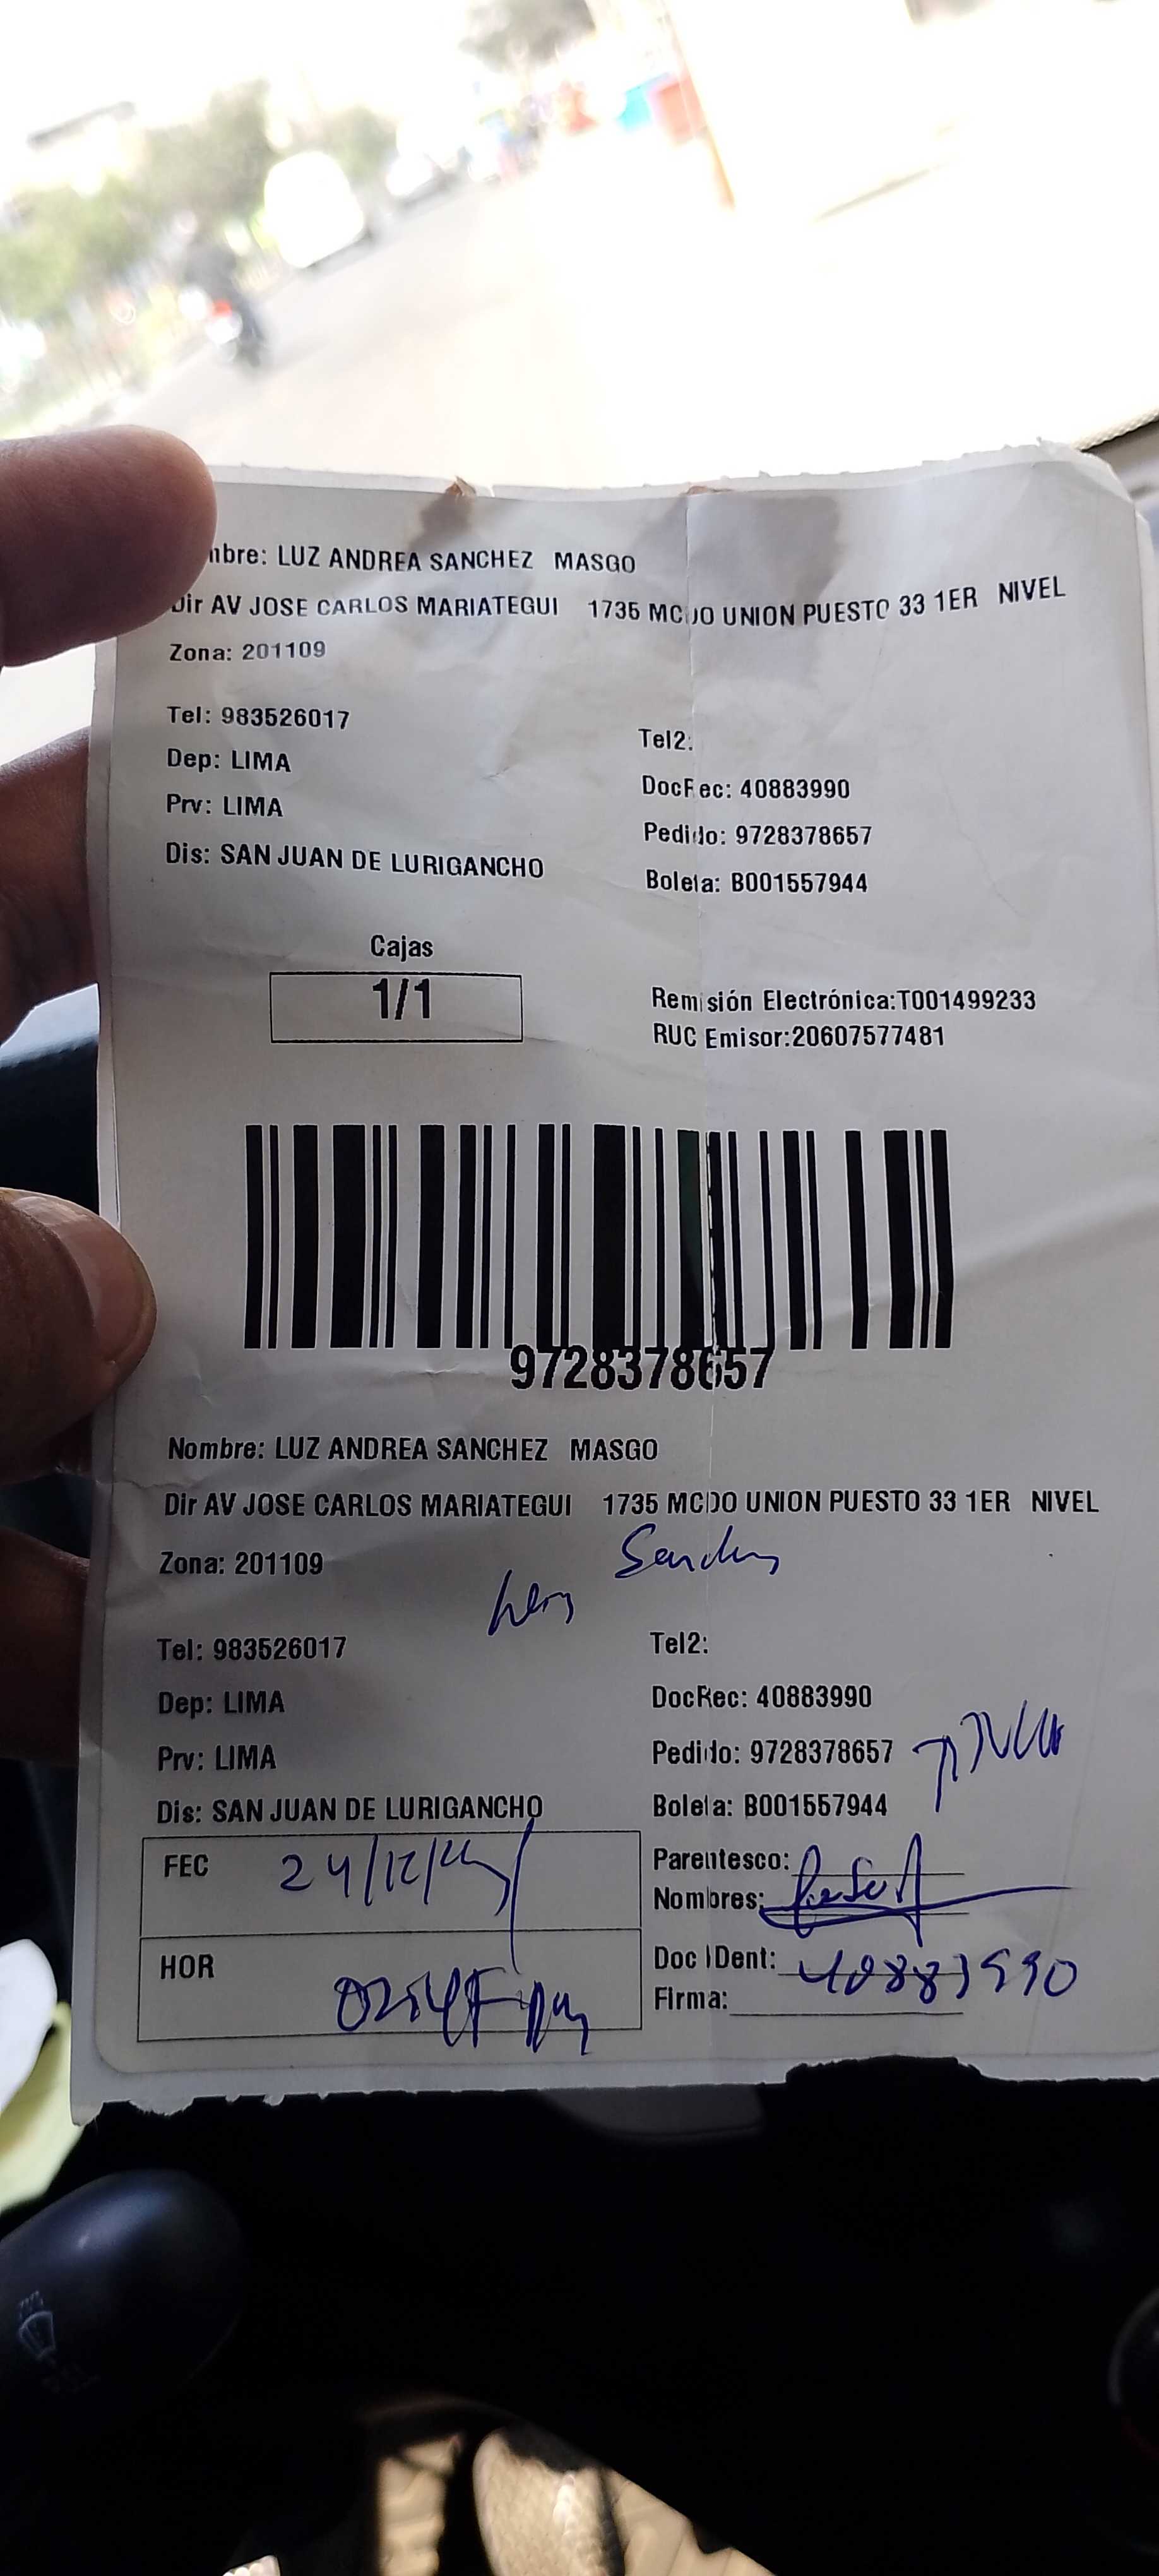 mbre: LUZ ANDREA SANCHEZ MASGO
Dir AV JOSE CARLOS MARIATEGUI 1735 MCDO UNION PUESTO 33 1ER NIVEL
Zona: 201109
Tel: 983526017
Tel2:
Dep: LIMA
DocRec: 40883990
Prv: LIMA
Pedido: 9728378657
Dis: SAN JUAN DE LURIGANCHO
Boleta: B001557944
Cajas
1/1
Remisión Electrónica:T001499233
RUC Emisor:20607577481
9728378657
Nombre: LUZ ANDREA SANCHEZ MASGO
Dir AV JOSE CARLOS MARIATEGUI 1735 MCDO UNION PUESTO 33 1ER NIVEL
Zona: 201109
Tel: 983526017
Tel2:
Dep: LIMA
DocRec: 40883990
Prv: LIMA
Pedido: 9728378657
Dis: SAN JUAN DE LURIGANCHO
Boleta: B001557944
FEC
Parentesco:
Nombres:
HOR
Doc IDent: 40883990
Firma: